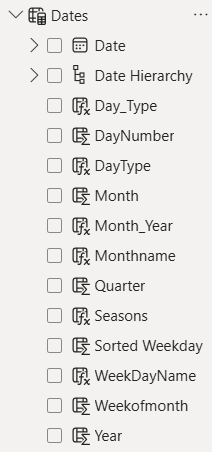 Dates
Date
Date Hierarchy
Day_Type
DayNumber
DayType
Month
Month_Year
Monthname
Quarter
Seasons
Sorted Weekday
WeekDayName
Weekofmonth
Year